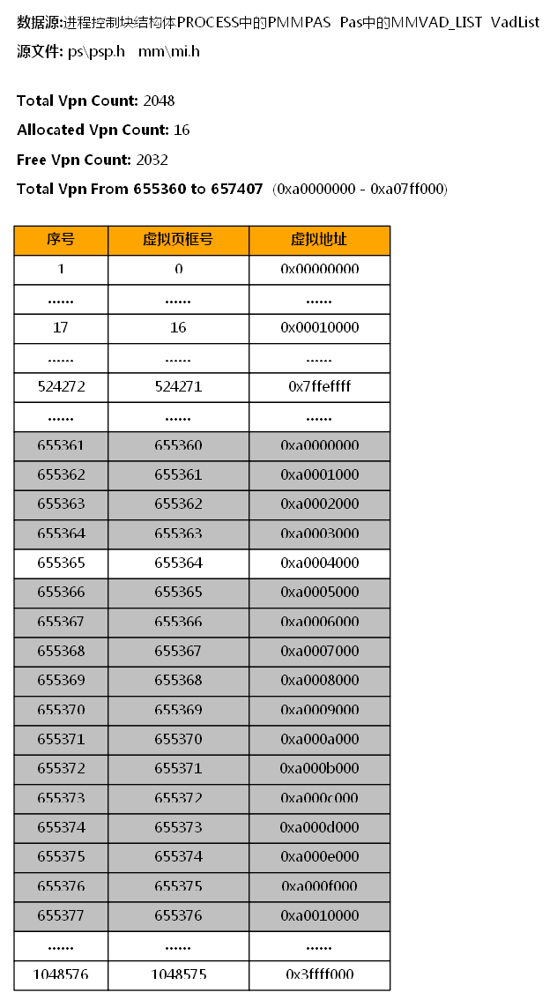 数据源:进程控制块结构体PROCESS中的PMMPAS Pas中的MMVAD_LIST VadList
源文件: ps\psp.h mm\mi.h
Total Vpn Count: 2048
Allocated Vpn Count: 16
Free Vpn Count: 2032
Total Vpn From 655360 to 657407 (0xa0000000 - 0xa07ff000)
序号 虚拟页框号 虚拟地址
1 0 0x00000000
...... ...... ......
17 16 0x00010000
...... ...... ......
524272 524271 0x7ffeffff
...... ...... ......
655361 655360 0xa0000000
655362 655361 0xa0001000
655363 655362 0xa0002000
655364 655363 0xa0003000
655365 655364 0xa0004000
655366 655365 0xa0005000
655367 655366 0xa0006000
655368 655367 0xa0007000
655369 655368 0xa0008000
655370 655369 0xa0009000
655371 655370 0xa000a000
655372 655371 0xa000b000
655373 655372 0xa000c000
655374 655373 0xa000d000
655375 655374 0xa000e000
655376 655375 0xa000f000
655377 655376 0xa0010000
...... ...... ......
1048576 1048575 0x3ffff000